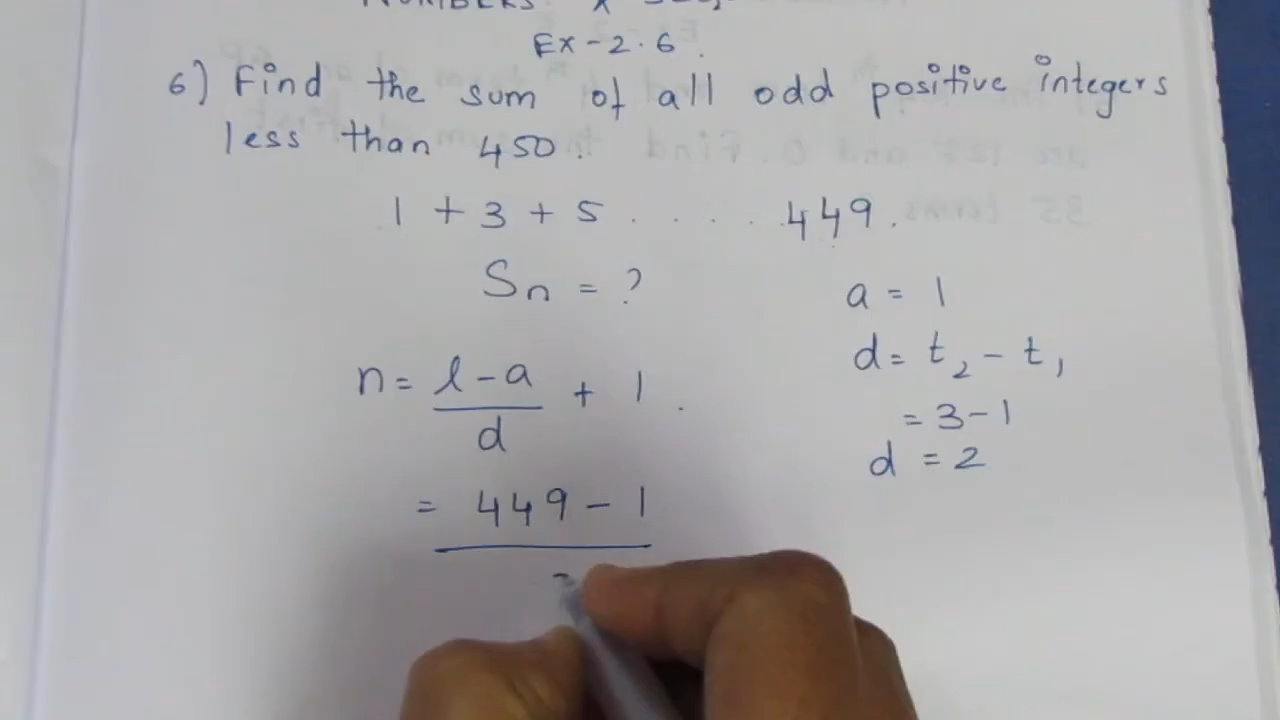 NUMBERS
Ex-2.6.
6) Find the sum of all odd positive integers
less than 450.
1 + 3 + 5 . . . . 449.
Sn = ?
a = 1
d = t2 - t1
n = l - a / d + 1.
= 3 - 1
d = 2
= 449 - 1